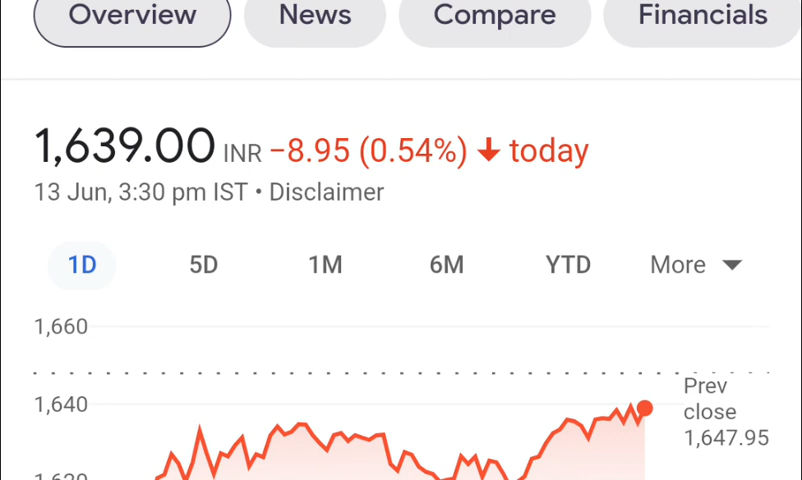 Overview News Compare Financials
1,639.00 INR −8.95 (0.54%) ↓ today
13 Jun, 3:30 pm IST • Disclaimer
1D 5D 1M 6M YTD More
1,660
Prev
1,640 close
1,647.95